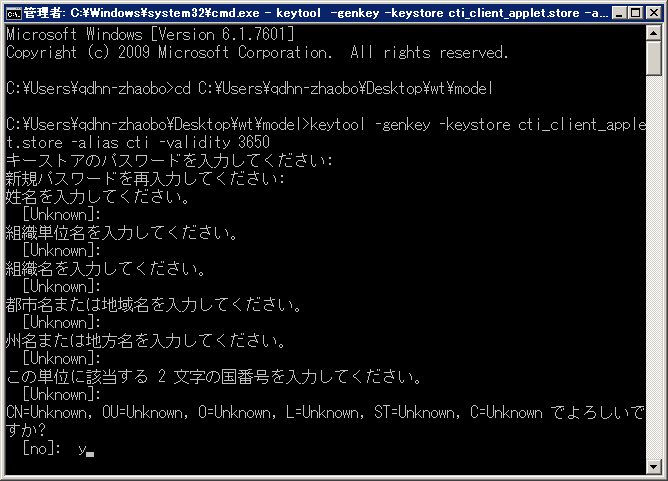 管理者: C:¥Windows¥system32¥cmd.exe - keytool -genkey -keystore cti_client_applet.store -a...
Microsoft Windows [Version 6.1.7601]
Copyright (c) 2009 Microsoft Corporation.  All rights reserved.
C:¥Users¥qdhn-zhaobo>cd C:¥Users¥qdhn-zhaobo¥Desktop¥wt¥model
C:¥Users¥qdhn-zhaobo¥Desktop¥wt¥model>keytool -genkey -keystore cti_client_apple
t.store -alias cti -validity 3650
キーストアのパスワードを入力してください:
新規パスワードを再入力してください:
姓名を入力してください。
[Unknown]:
組織単位名を入力してください。
[Unknown]:
組織名を入力してください。
[Unknown]:
都市名または地域名を入力してください。
[Unknown]:
州名または地方名を入力してください。
[Unknown]:
この単位に該当する 2 文字の国番号を入力してください。
[Unknown]:
CN=Unknown, OU=Unknown, O=Unknown, L=Unknown, ST=Unknown, C=Unknown でよろしいで
すか?
[no]:  y